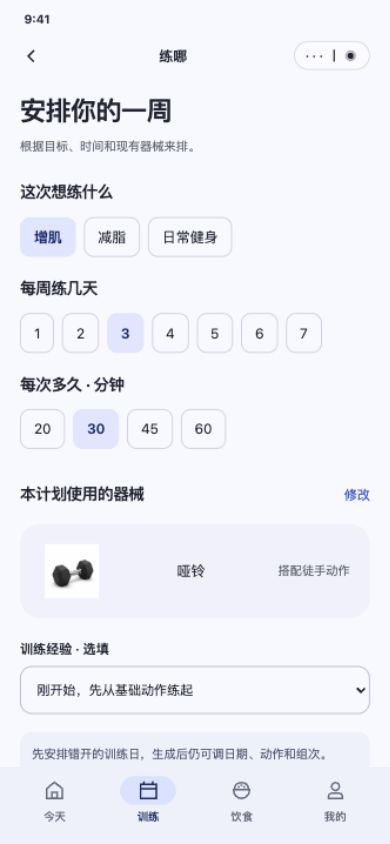 9:41
练哪
安排你的一周
根据目标、时间和现有器械来排。
这次想练什么
增肌 减脂 日常健身
每周练几天
1 2 3 4 5 6 7
每次多久 · 分钟
20 30 45 60
本计划使用的器械 修改
哑铃 搭配徒手动作
训练经验 · 选填
刚开始，先从基础动作练起
先安排错开的训练日，生成后仍可调日期、动作和组次。
今天 训练 饮食 我的